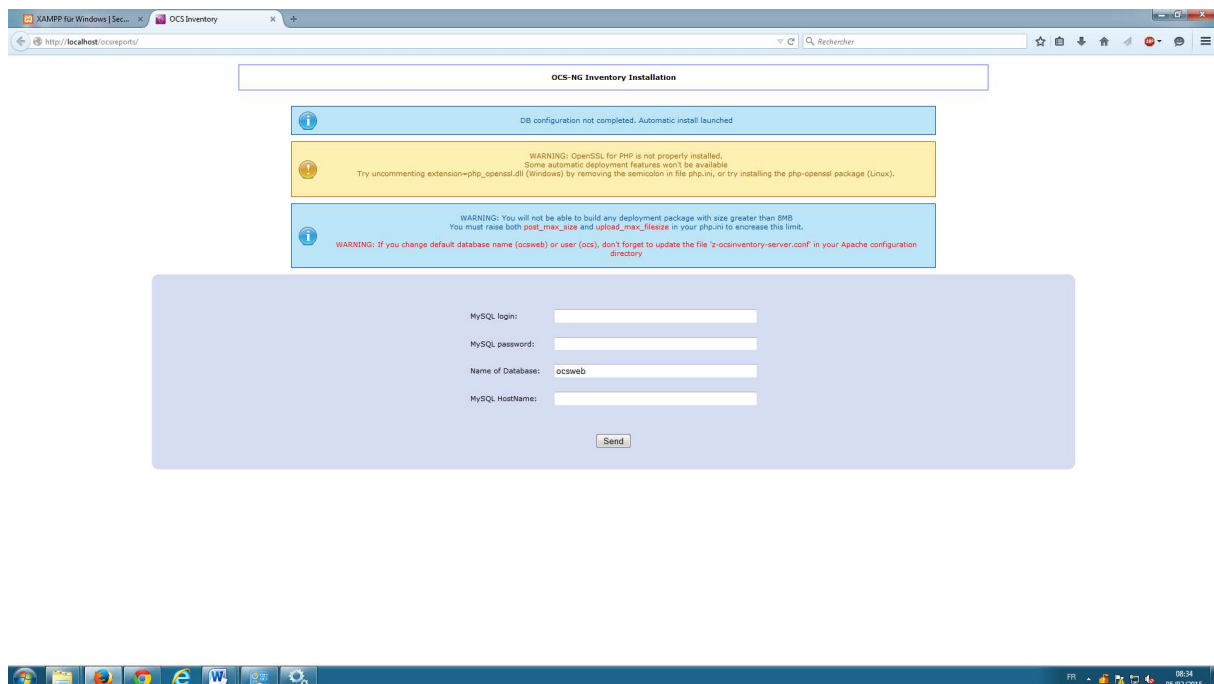 XAMPP für Windows | Sec...
OCS Inventory
http://localhost/ocsreports/
Rechercher
ABP
OCS-NG Inventory Installation
DB configuration not completed. Automatic install launched
WARNING: OpenSSL for PHP is not properly installed.
Some automatic deployment features won't be available
Try uncommenting extension=php_openssl.dll (Windows) by removing the semicolon in file php.ini, or try installing the php-openssl package (Linux).
WARNING: You will not be able to build any deployment package with size greater than 8MB
You must raise both post_max_size and upload_max_filesize in your php.ini to encrease this limit.
WARNING: If you change default database name (ocsweb) or user (ocs), don't forget to update the file 'z-ocsinventory-server.conf' in your Apache configuration
directory
MySQL login:
MySQL password:
Name of Database: ocsweb
MySQL HostName:
Send
FR
08:34